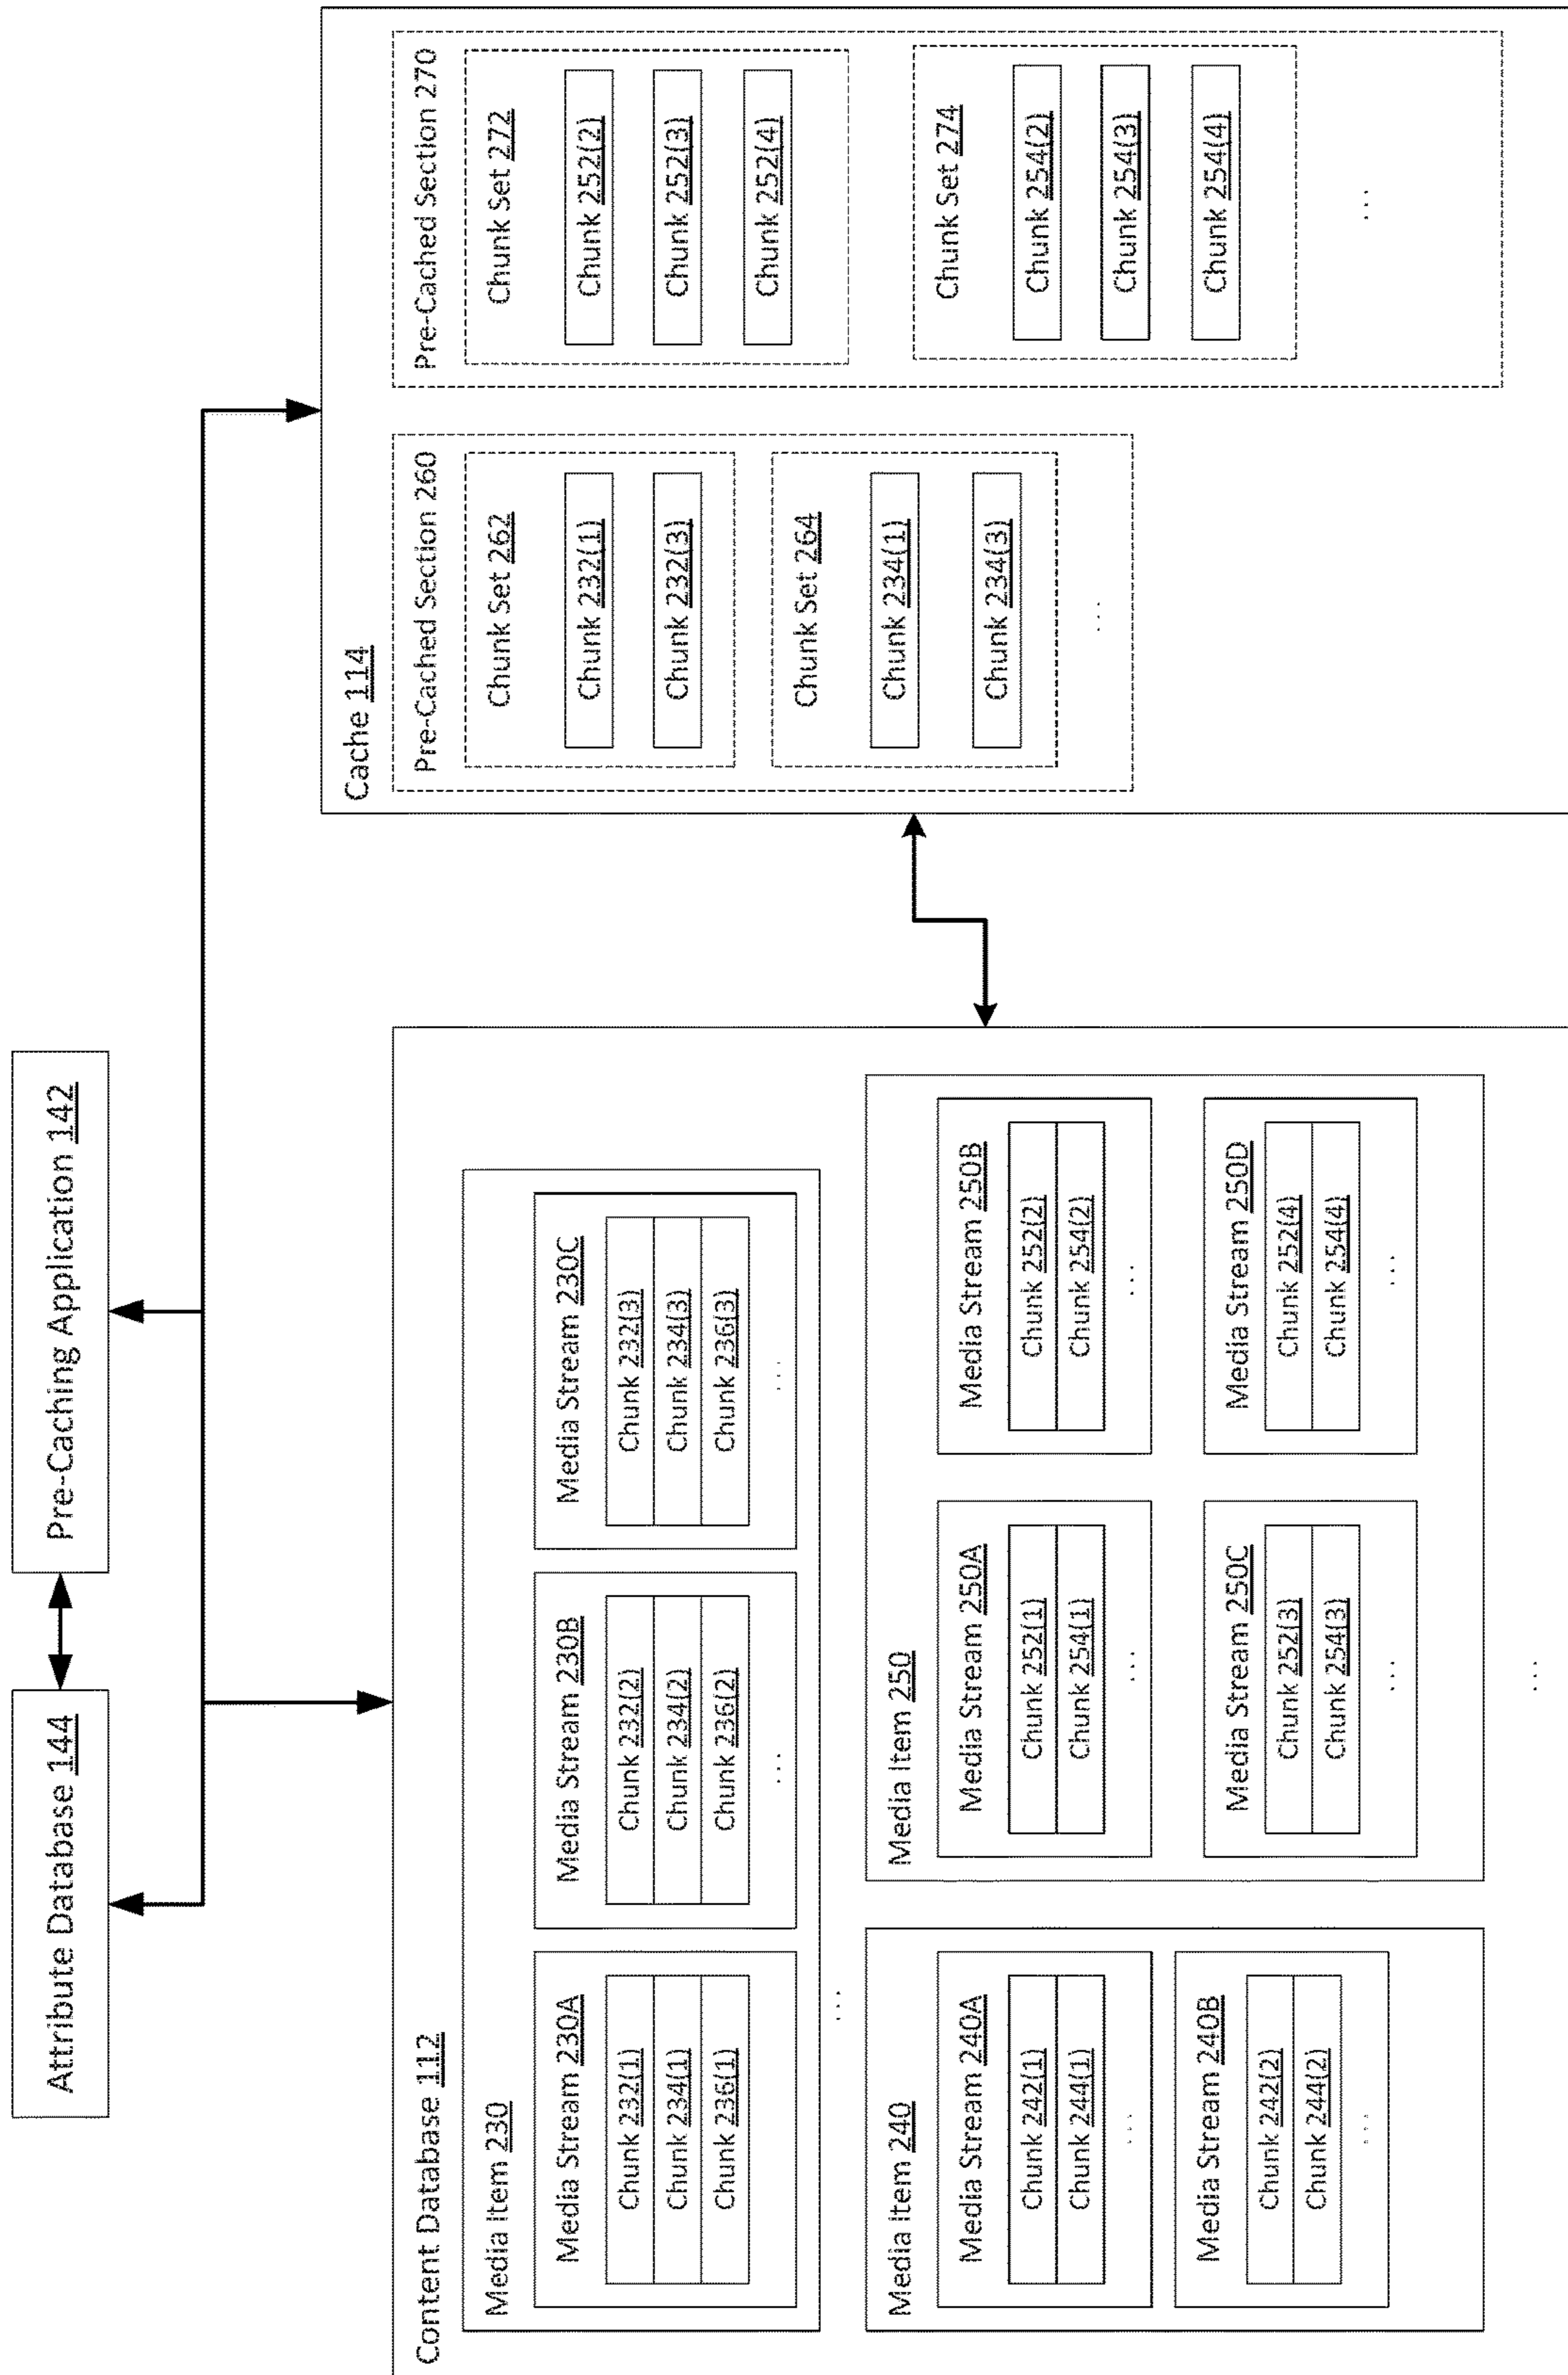 Attribute Database 144
Pre-Caching Application 142
Content Database 112
Media Item 230
Media Stream 230A
Chunk 232(1)
Chunk 234(1)
Chunk 236(1)
Media Stream 230B
Chunk 232(2)
Chunk 234(2)
Chunk 236(2)
...
Media Stream 230C
Chunk 232(3)
Chunk 234(3)
Chunk 236(3)
...
...
Media Item 240
Media Stream 240A
Chunk 242(1)
Chunk 244(1)
...
Media Stream 240B
Chunk 242(2)
Chunk 244(2)
...
Media Item 250
Media Stream 250A
Chunk 252(1)
Chunk 254(1)
...
Media Stream 250B
Chunk 252(2)
Chunk 254(2)
...
Media Stream 250C
Chunk 252(3)
Chunk 254(3)
...
Media Stream 250D
Chunk 252(4)
Chunk 254(4)
...
...
Cache 114
Pre-Cached Section 260
Chunk Set 262
Chunk 232(1)
Chunk 232(3)
Chunk Set 264
Chunk 234(1)
Chunk 234(3)
...
Pre-Cached Section 270
Chunk Set 272
Chunk 252(2)
Chunk 252(3)
Chunk 252(4)
Chunk Set 274
Chunk 254(2)
Chunk 254(3)
Chunk 254(4)
...